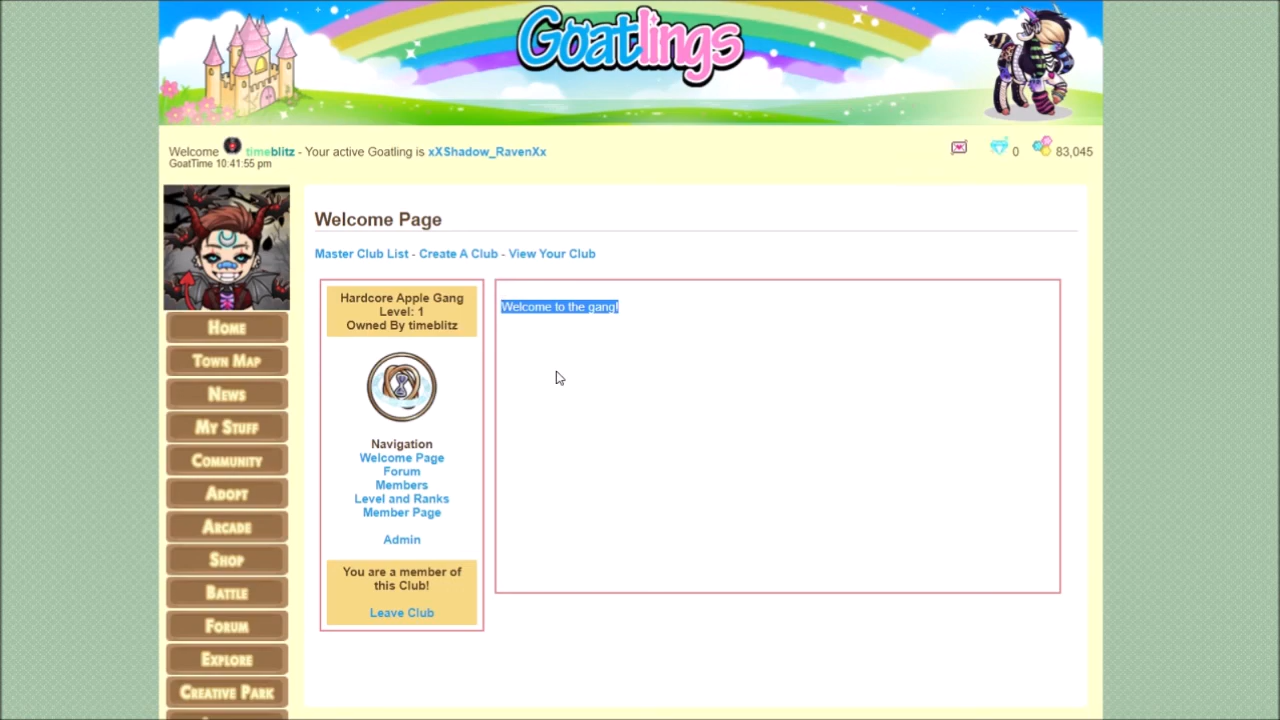 Goatlings
Welcome timeblitz - Your active Goatling is xXShadow_RavenXx
GoatTime 10:41:55 pm
0
83,045
Welcome Page
Master Club List - Create A Club - View Your Club
Hardcore Apple Gang
Level: 1
Owned By timeblitz
Navigation
Welcome Page
Forum
Members
Level and Ranks
Member Page
Admin
You are a member of
this Club!
Leave Club
Welcome to the gang!
Home
Town Map
News
My Stuff
Community
Adopt
Arcade
Shop
Battle
Forum
Explore
Creative Park